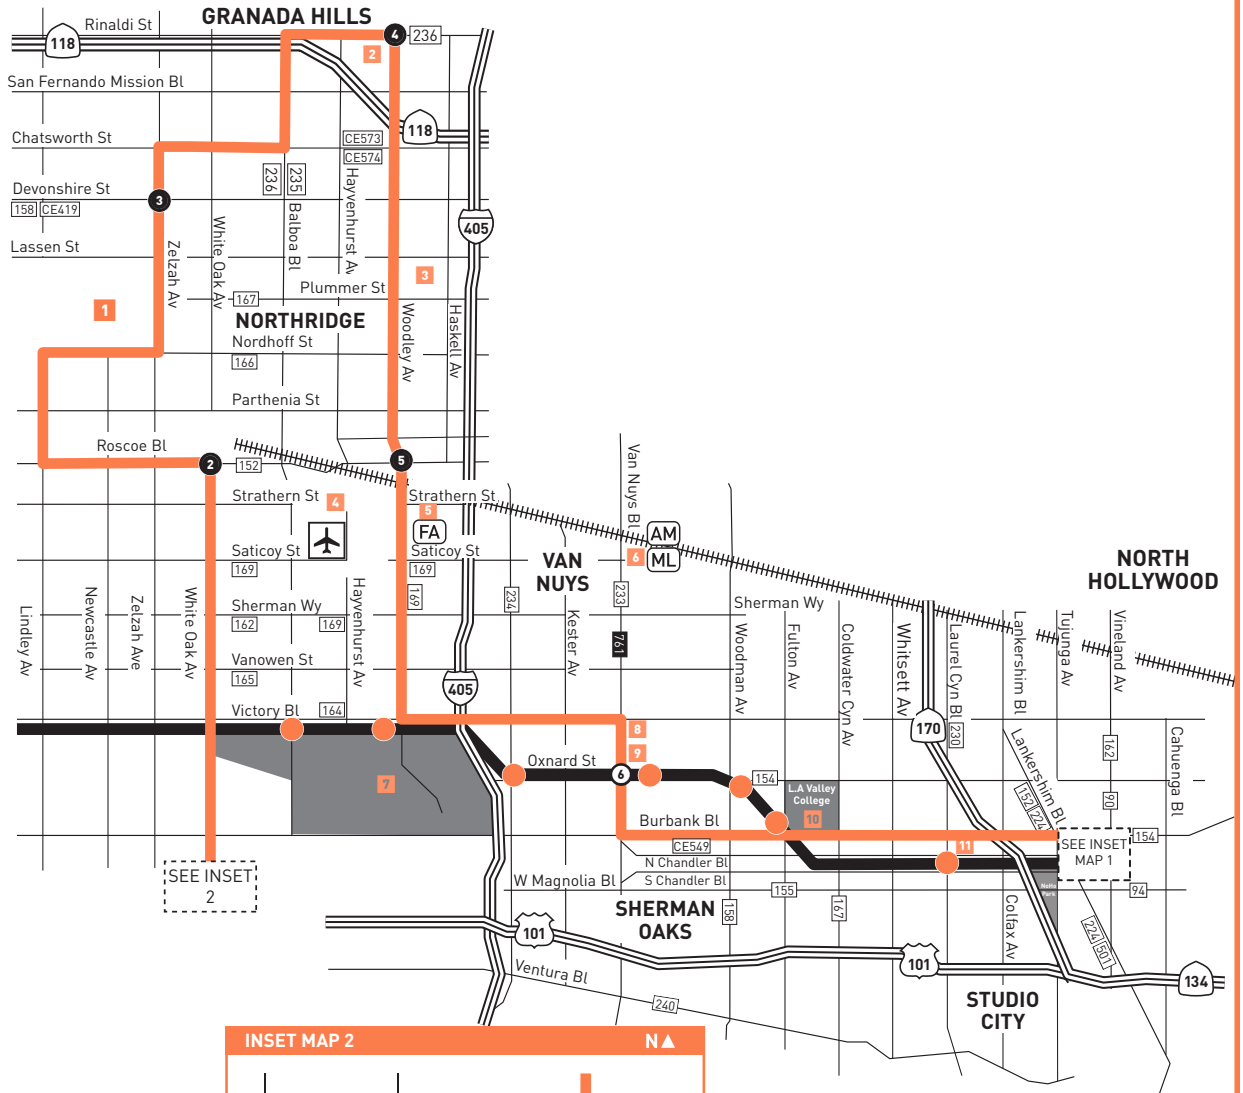 GRANADA HILLS
Rinaldi St
118
4
236
2
San Fernando Mission Bl
Chatsworth St
CE573
118
CE574
236
235
Devonshire St
158
CE419
3
405
Lassen St
Zelzah Av
White Oak Av
Balboa Bl
Hayvenhurst Av
3
Plummer St
167
1
NORTHRIDGE
Woodley Av
Haskell Av
Nordhoff St
166
Parthenia St
Roscoe Bl
2
152
5
Strathern St
4
Strathern St
5
FA
Van Nuys Bl
AM
ML
6
Saticoy St
169
Saticoy St
169
VAN
NUYS
NORTH
HOLLYWOOD
Lindley Av
Newcastle Av
Zelzah Ave
White Oak Av
Sherman Wy
162
169
Hayvenhurst Av
169
234
Kester Av
233
761
Sherman Wy
Woodman Av
Fulton Av
Coldwater Cyn Av
Whitsett Av
Laurel Cyn Bl
230
Lankershim Bl
Tujunga Av
Vineland Av
Vanowen St
165
405
Victory Bl
164
170
8
9
162
Cahuenga Bl
Lankershim Bl
152
224
90
7
Oxnard St
6
154
L.A Valley
College
10
Burbank Bl
CE549
11
SEE INSET
MAP 1
154
N Chandler Bl
S Chandler Bl
W Magnolia Bl
155
NoHo
Park
94
SEE INSET
2
SHERMAN
OAKS
158
167
Colfax Av
224
501
101
101
134
Ventura Bl
240
STUDIO
CITY
INSET MAP 2
N▲